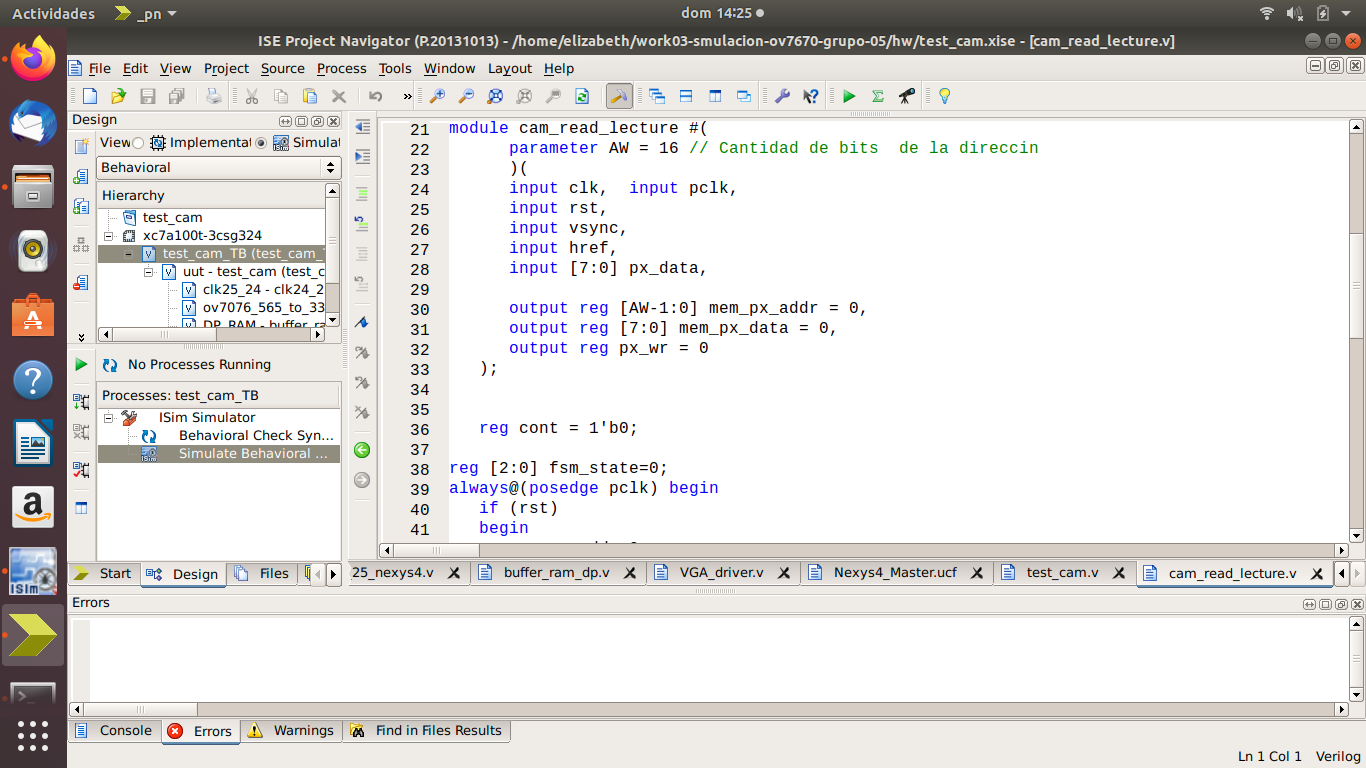 Actividades
_pn
dom 14:25
ISE Project Navigator (P.20131013) - /home/elizabeth/work03-smulacion-ov7670-grupo-05/hw/test_cam.xise - [cam_read_lecture.v]
File Edit View Project Source Process Tools Window Layout Help
»
Design
View: Implementat Simulat
Behavioral
Hierarchy
test_cam
xc7a100t-3csg324
test_cam_TB (test_cam_
uut - test_cam (test_c
clk25_24 - clk24_2
ov7076_565_to_33
DP_RAM - buffer_ra
No Processes Running
Processes: test_cam_TB
ISim Simulator
Behavioral Check Syn...
Simulate Behavioral ...
Start
Design
Files
21 module cam_read_lecture #(
22 parameter AW = 16 // Cantidad de bits  de la direccin
23 )(
24 input clk,  input pclk,
25 input rst,
26 input vsync,
27 input href,
28 input [7:0] px_data,
29
30 output reg [AW-1:0] mem_px_addr = 0,
31 output reg [7:0] mem_px_data = 0,
32 output reg px_wr = 0
33 );
34
35
36 reg cont = 1'b0;
37
38 reg [2:0] fsm_state=0;
39 always@(posedge pclk) begin
40 if (rst)
41 begin
25_nexys4.v
buffer_ram_dp.v
VGA_driver.v
Nexys4_Master.ucf
test_cam.v
cam_read_lecture.v
Errors
Console
Errors
Warnings
Find in Files Results
Ln 1 Col 1 Verilog
ISim
a